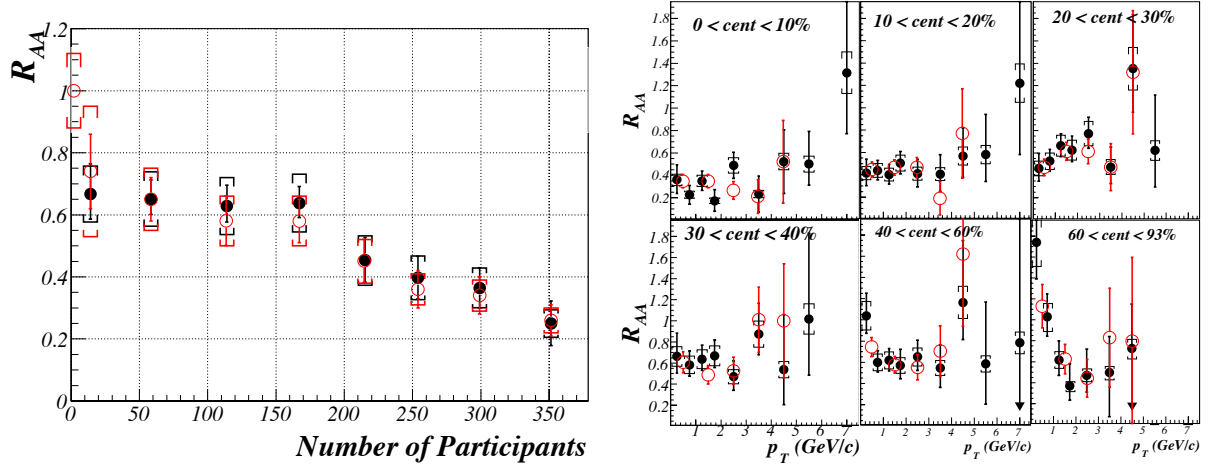 R_AA
1.2
1
0.8
0.6
0.4
0.2
0
0 50 100 150 200 250 300 350
Number of Participants
0 < cent < 10%
10 < cent < 20%
20 < cent < 30%
R_AA
1.8
1.6
1.4
1.2
1
0.8
0.6
0.4
0.2
30 < cent < 40%
40 < cent < 60%
60 < cent < 93%
R_AA
1.8
1.6
1.4
1.2
1
0.8
0.6
0.4
0.2
1 2 3 4 5 6 7
1 2 3 4 5 6 7
1 2 3 4 5 6 7
p_T (GeV/c)
p_T (GeV/c)
p_T (GeV/c)